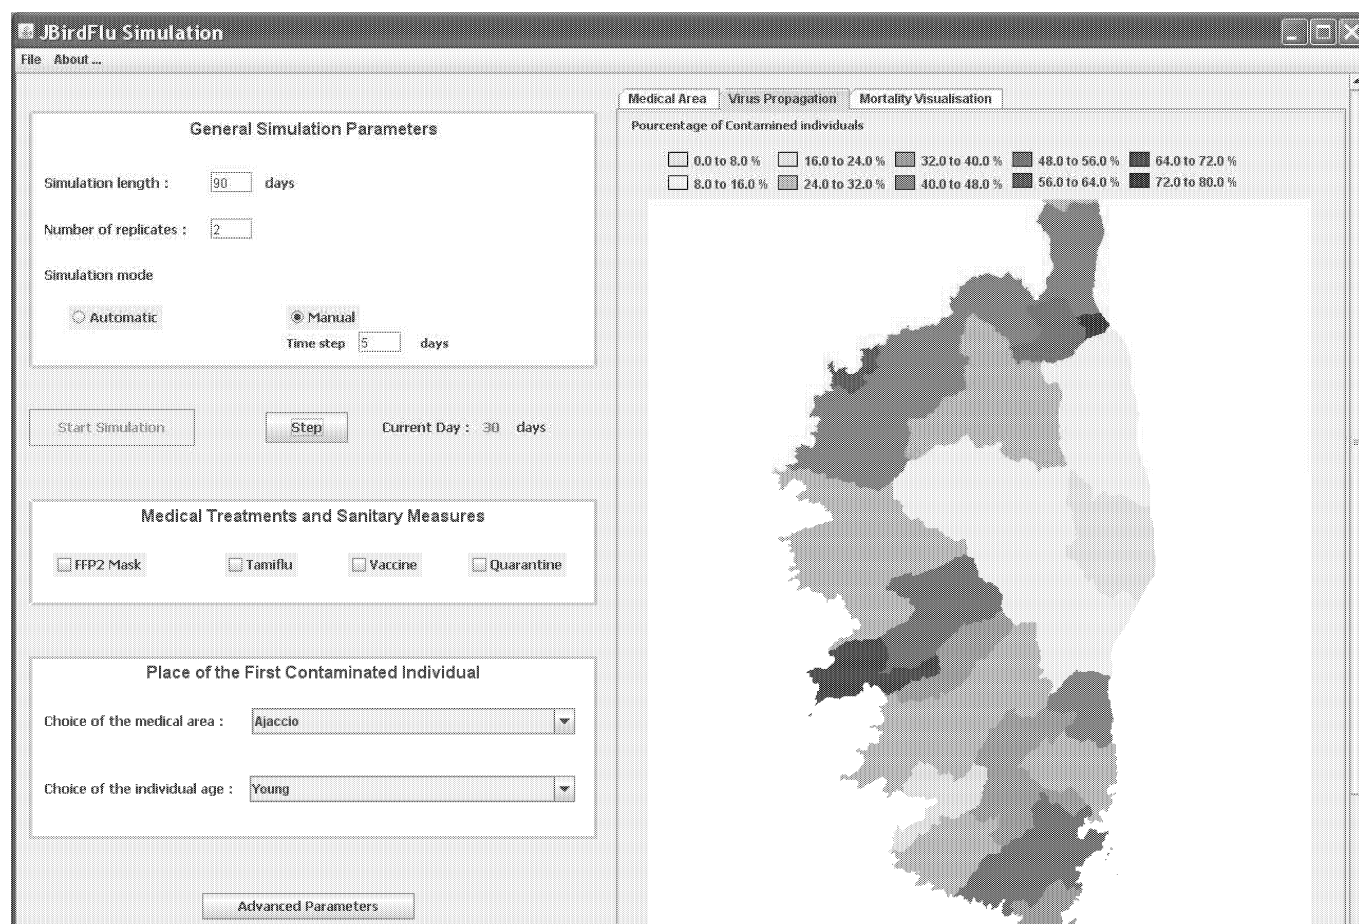 JBirdFlu Simulation
File About ...
General Simulation Parameters
Simulation length : 90 days
Number of replicates : 2
Simulation mode
Automatic Manual
Time step 5 days
Start Simulation Step Current Day : 30 days
Medical Treatments and Sanitary Measures
FFP2 Mask Tamiflu Vaccine Quarantine
Place of the First Contaminated Individual
Choice of the medical area : Ajaccio
Choice of the individual age : Young
Advanced Parameters
Medical Area Virus Propagation Mortality Visualisation
Pourcentage of Contamined individuals
0.0 to 8.0 % 16.0 to 24.0 % 32.0 to 40.0 % 48.0 to 56.0 % 64.0 to 72.0 %
8.0 to 16.0 % 24.0 to 32.0 % 40.0 to 48.0 % 56.0 to 64.0 % 72.0 to 80.0 %